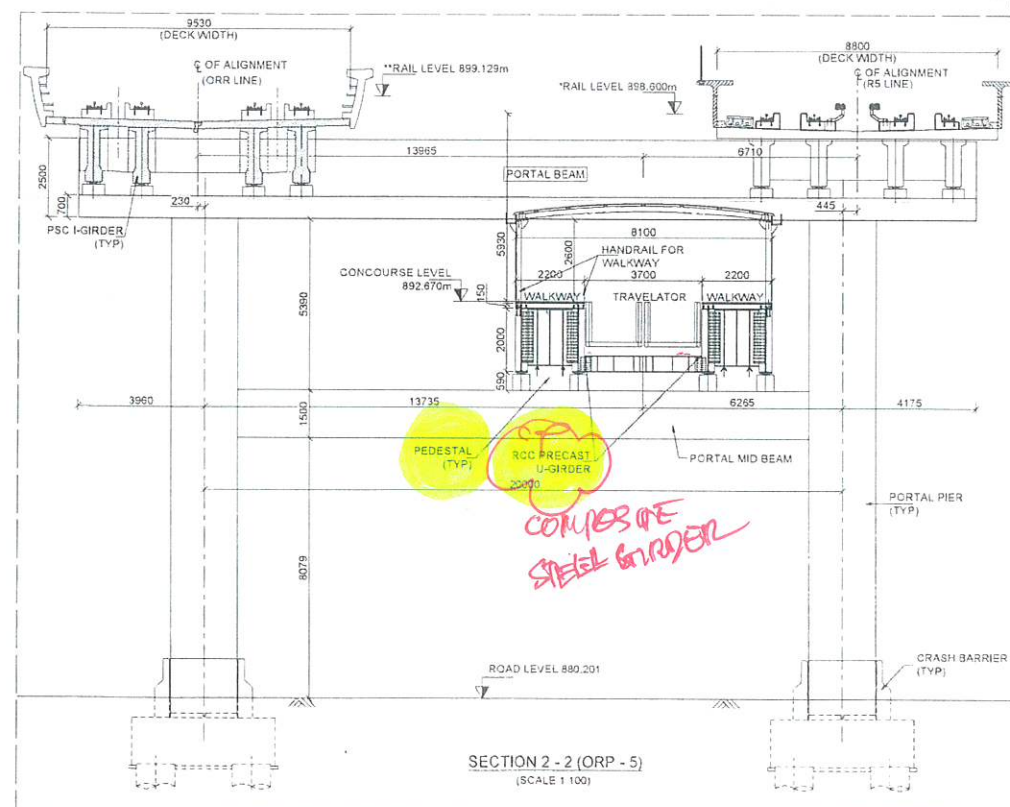 9530
(DECK WIDTH)
℄ OF ALIGNMENT
(ORR LINE)
**RAIL LEVEL 899.129m
8800
(DECK WIDTH)
℄ OF ALIGNMENT
(R5 LINE)
*RAIL LEVEL 898.600m
13965
6710
2500
PORTAL BEAM
700
230
445
PSC I-GIRDER
(TYP)
8100
5930
2600
HANDRAIL FOR
WALKWAY
CONCOURSE LEVEL
892.670m
2200
3700
2200
150
WALKWAY
TRAVELATOR
WALKWAY
5390
2000
590
3960
1500
13735
6265
4175
PEDESTAL
(TYP)
RCC PRECAST
U-GIRDER
PORTAL MID BEAM
20000
COMPOSITE
STEEL GIRDER
PORTAL PIER
(TYP)
8079
ROAD LEVEL 880.201
CRASH BARRIER
(TYP)
SECTION 2 - 2 (ORP - 5)
(SCALE 1:100)